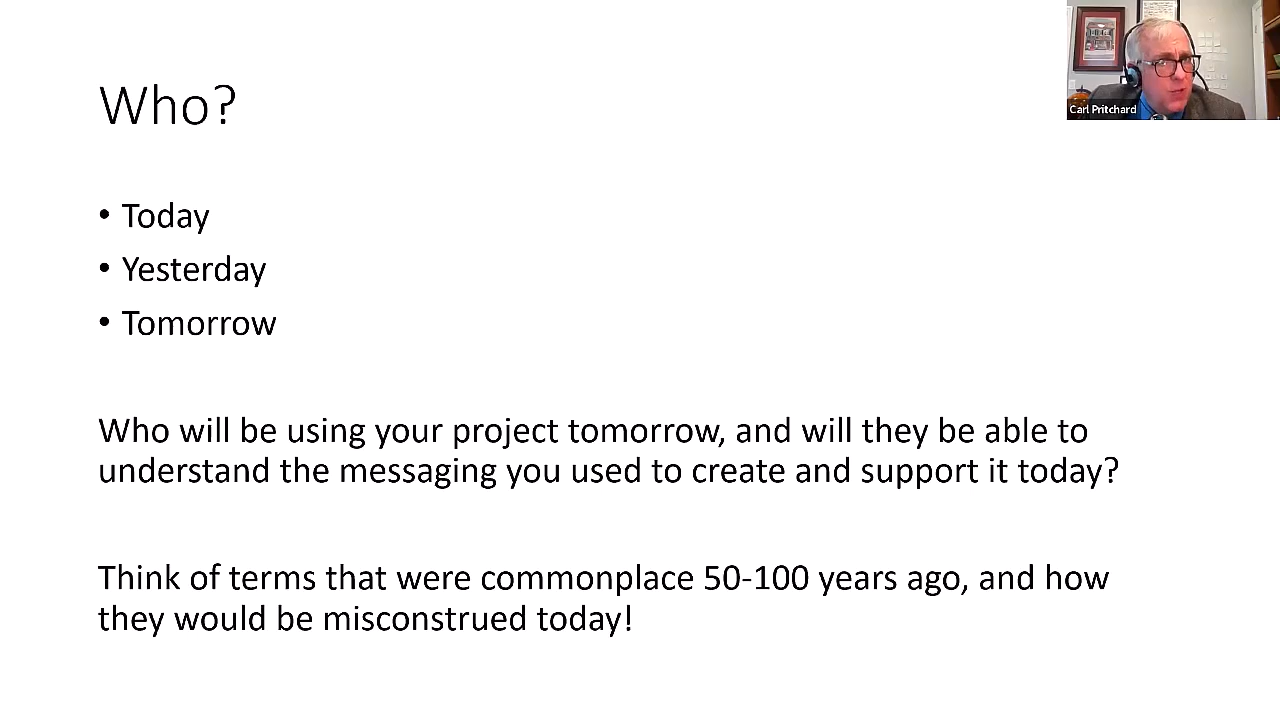 Who?
Carl Pritchard
• Today
• Yesterday
• Tomorrow
Who will be using your project tomorrow, and will they be able to
understand the messaging you used to create and support it today?
Think of terms that were commonplace 50-100 years ago, and how
they would be misconstrued today!